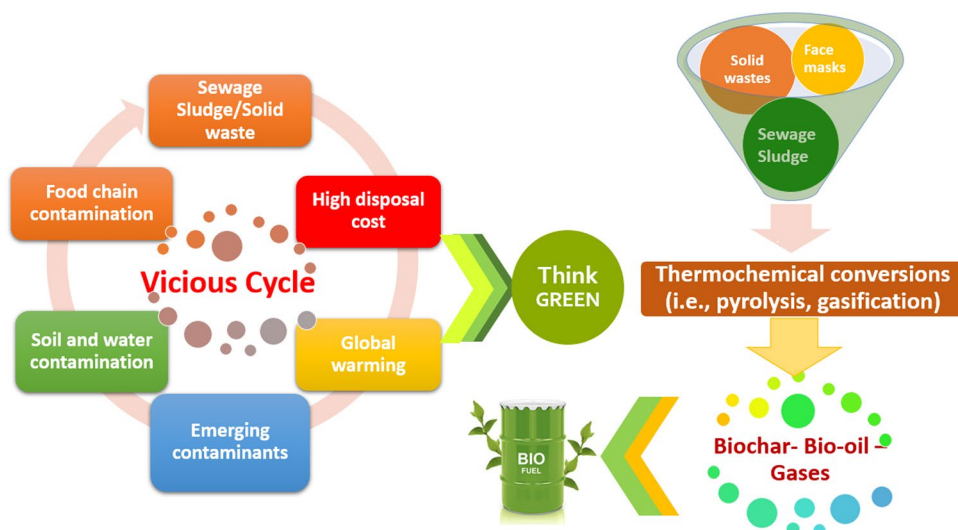 Sewage
Sludge/Solid
waste
High disposal
cost
Global
warming
Emerging
contaminants
Soil and water
contamination
Food chain
contamination
Vicious Cycle
Think
GREEN
Solid
wastes
Face
masks
Sewage
Sludge
Thermochemical conversions
(i.e., pyrolysis, gasification)
Biochar- Bio-oil –
Gases
BIO
FUEL